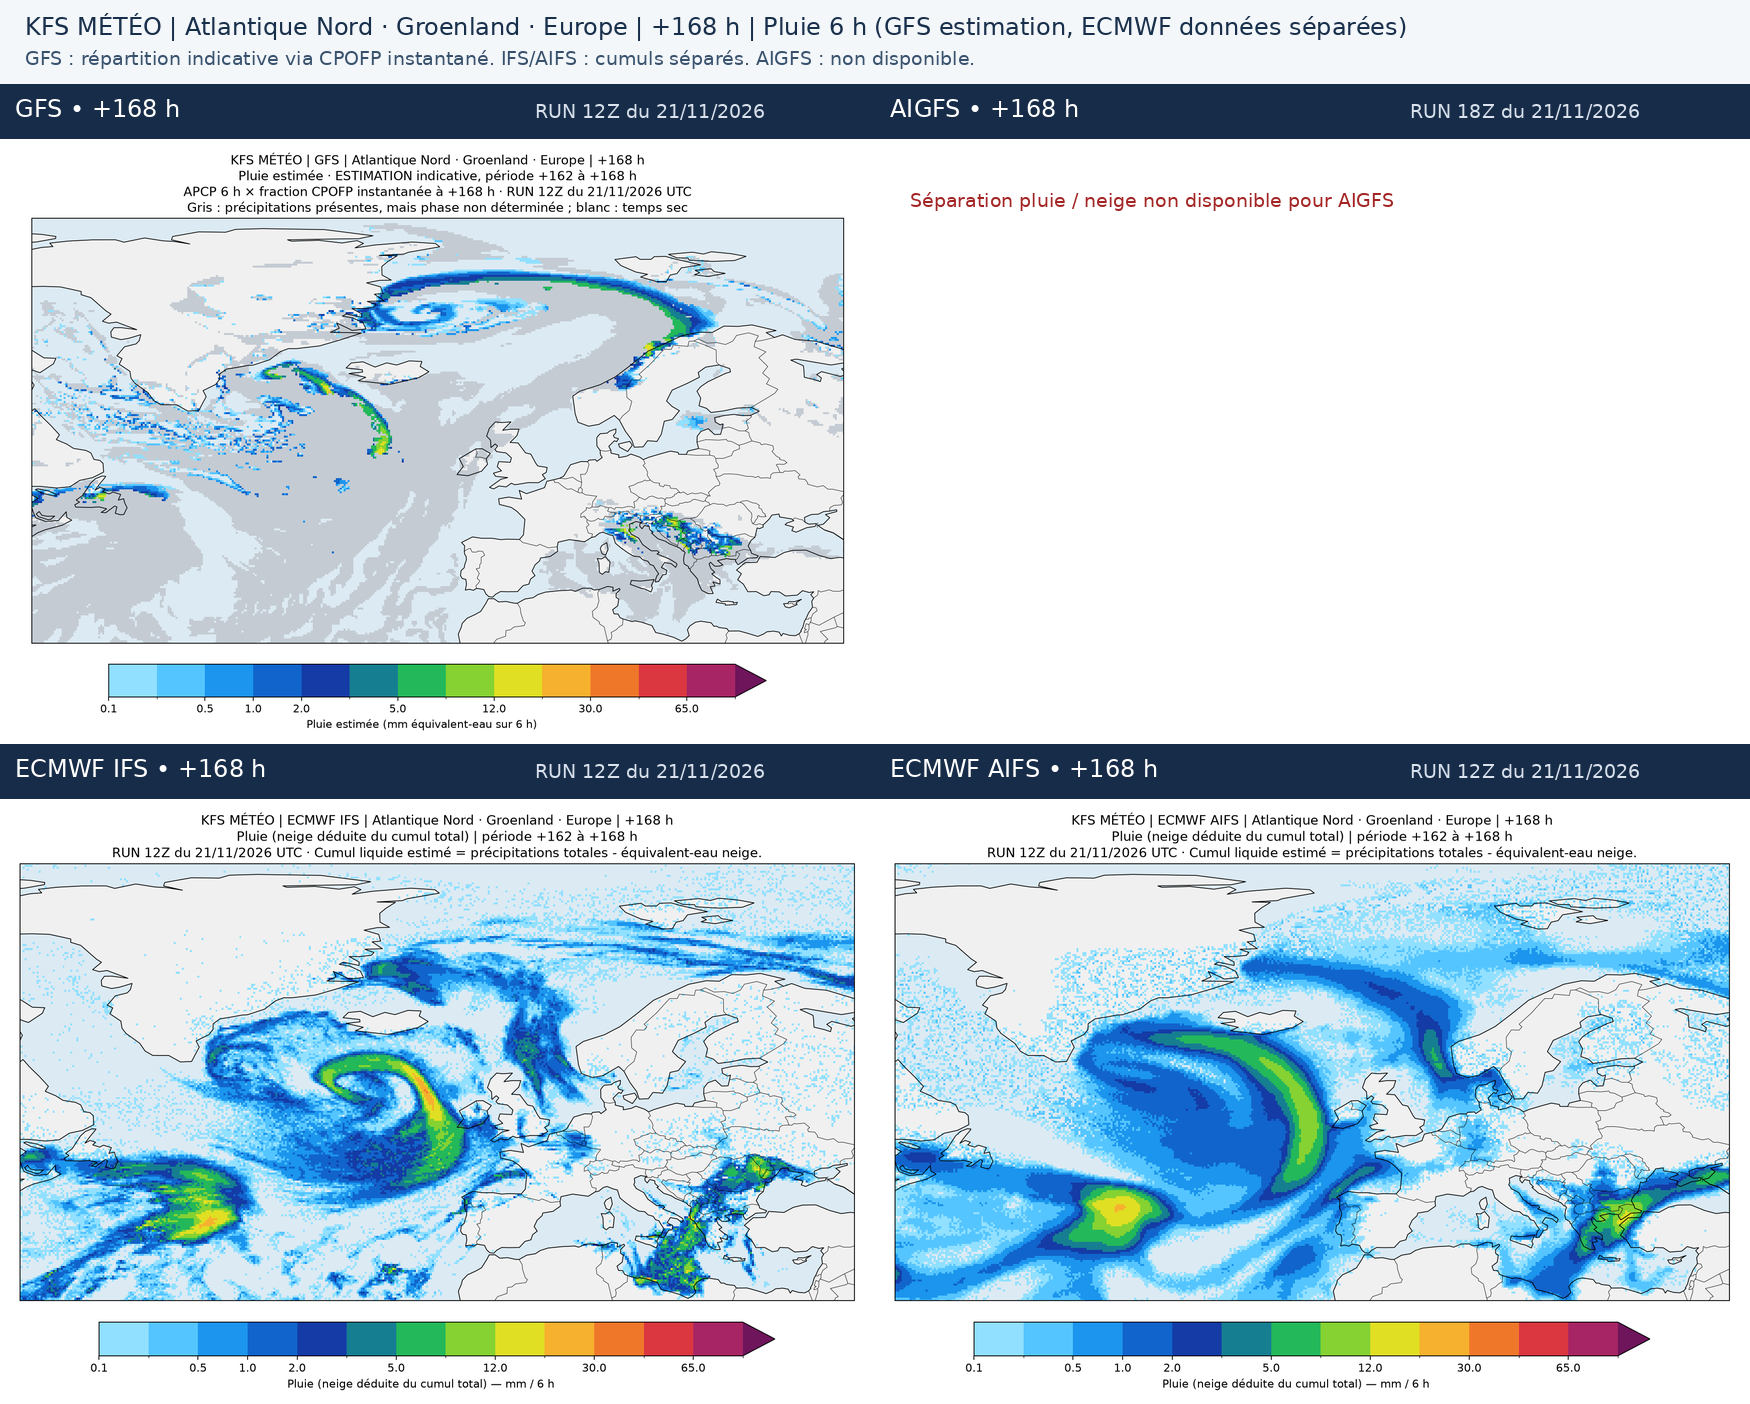 KFS MÉTÉO | Atlantique Nord · Groenland · Europe | +168 h | Pluie 6 h (GFS estimation, ECMWF données séparées)
GFS : répartition indicative via CPOFP instantané. IFS/AIFS : cumuls séparés. AIGFS : non disponible.
GFS • +168 h
RUN 12Z du 21/11/2026
AIGFS • +168 h
RUN 18Z du 21/11/2026
KFS MÉTÉO | GFS | Atlantique Nord · Groenland · Europe | +168 h
Pluie estimée · ESTIMATION indicative, période +162 à +168 h
APCP 6 h × fraction CPOFP instantanée à +168 h · RUN 12Z du 21/11/2026 UTC
Gris : précipitations présentes, mais phase non déterminée ; blanc : temps sec
Séparation pluie / neige non disponible pour AIGFS
0.1 0.5 1.0 2.0 5.0 12.0 30.0 65.0
Pluie estimée (mm équivalent-eau sur 6 h)
ECMWF IFS • +168 h
RUN 12Z du 21/11/2026
ECMWF AIFS • +168 h
RUN 12Z du 21/11/2026
KFS MÉTÉO | ECMWF IFS | Atlantique Nord · Groenland · Europe | +168 h
Pluie (neige déduite du cumul total) | période +162 à +168 h
RUN 12Z du 21/11/2026 UTC · Cumul liquide estimé = précipitations totales - équivalent-eau neige.
0.1 0.5 1.0 2.0 5.0 12.0 30.0 65.0
Pluie (neige déduite du cumul total) — mm / 6 h
KFS MÉTÉO | ECMWF AIFS | Atlantique Nord · Groenland · Europe | +168 h
Pluie (neige déduite du cumul total) | période +162 à +168 h
RUN 12Z du 21/11/2026 UTC · Cumul liquide estimé = précipitations totales - équivalent-eau neige.
0.1 0.5 1.0 2.0 5.0 12.0 30.0 65.0
Pluie (neige déduite du cumul total) — mm / 6 h